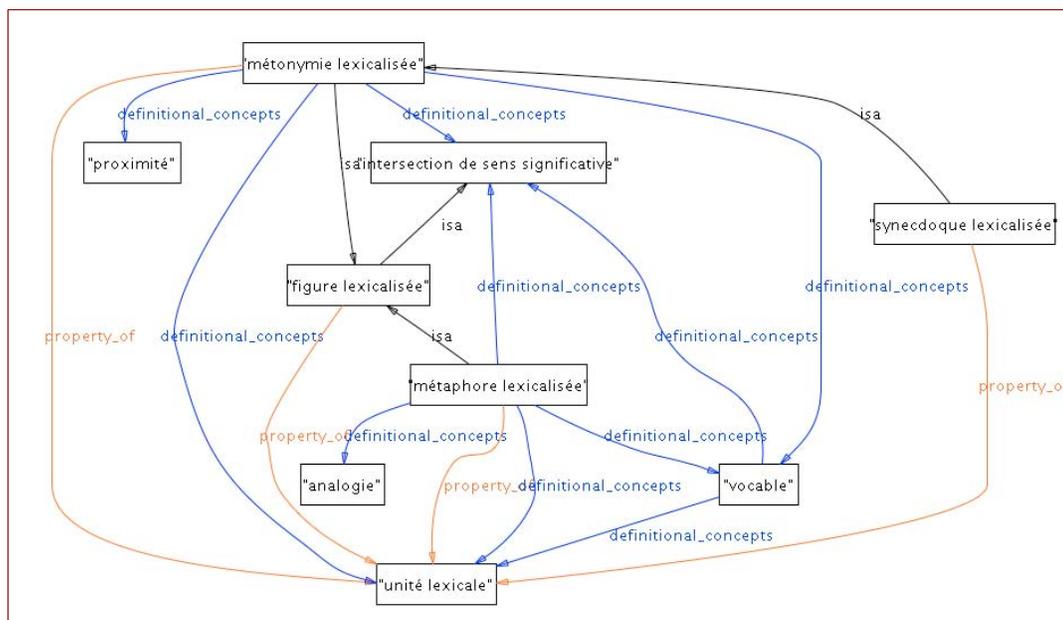 "métonymie lexicalisée"
isa
definitional_concepts
definitional_concepts
"proximité"
isa
"intersection de sens significative"
"synecdoque lexicalisée"
isa
"figure lexicalisée"
definitional_concepts
definitional_concepts
property_of
definitional_concepts
isa
definitional_concepts
"métaphore lexicalisée"
property_o
property_of
definitional_concepts
definitional_concepts
"analogie"
property_of
definitional_concepts
"vocable"
definitional_concepts
"unité lexicale"